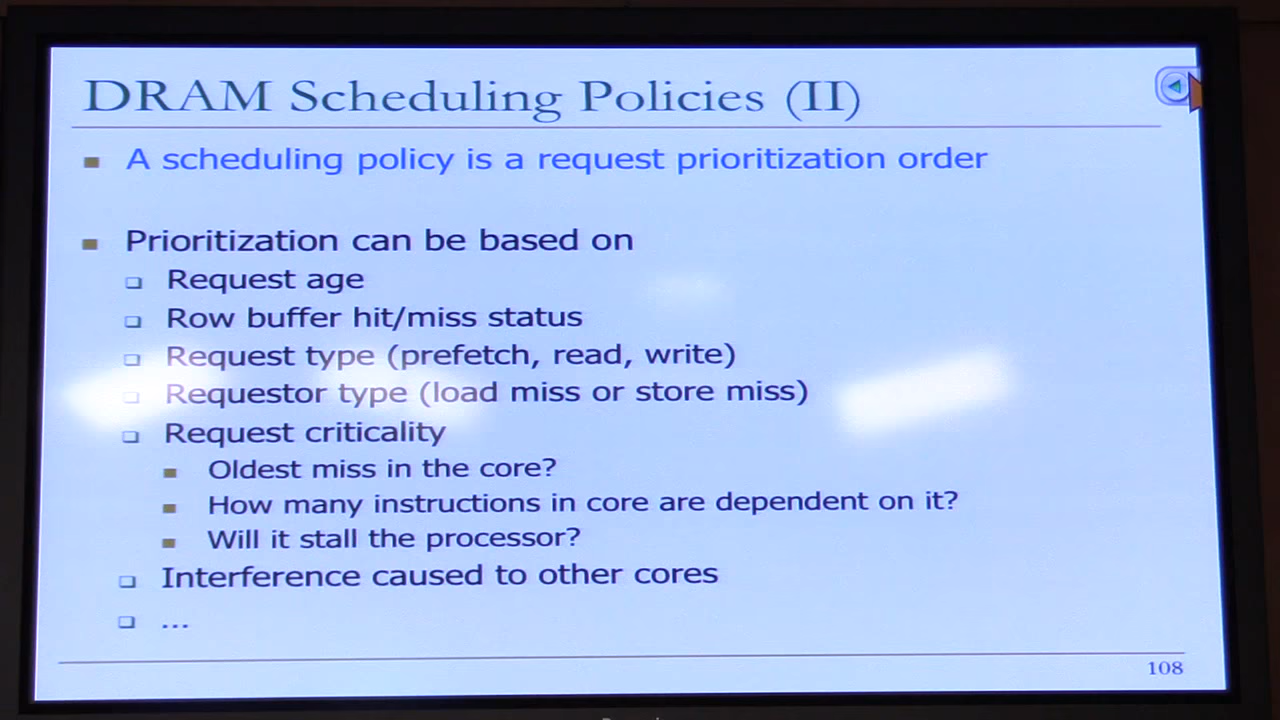 DRAM Scheduling Policies (II)
A scheduling policy is a request prioritization order
Prioritization can be based on
Request age
Row buffer hit/miss status
Request type (prefetch, read, write)
Requestor type (load miss or store miss)
Request criticality
Oldest miss in the core?
How many instructions in core are dependent on it?
Will it stall the processor?
Interference caused to other cores
...
108